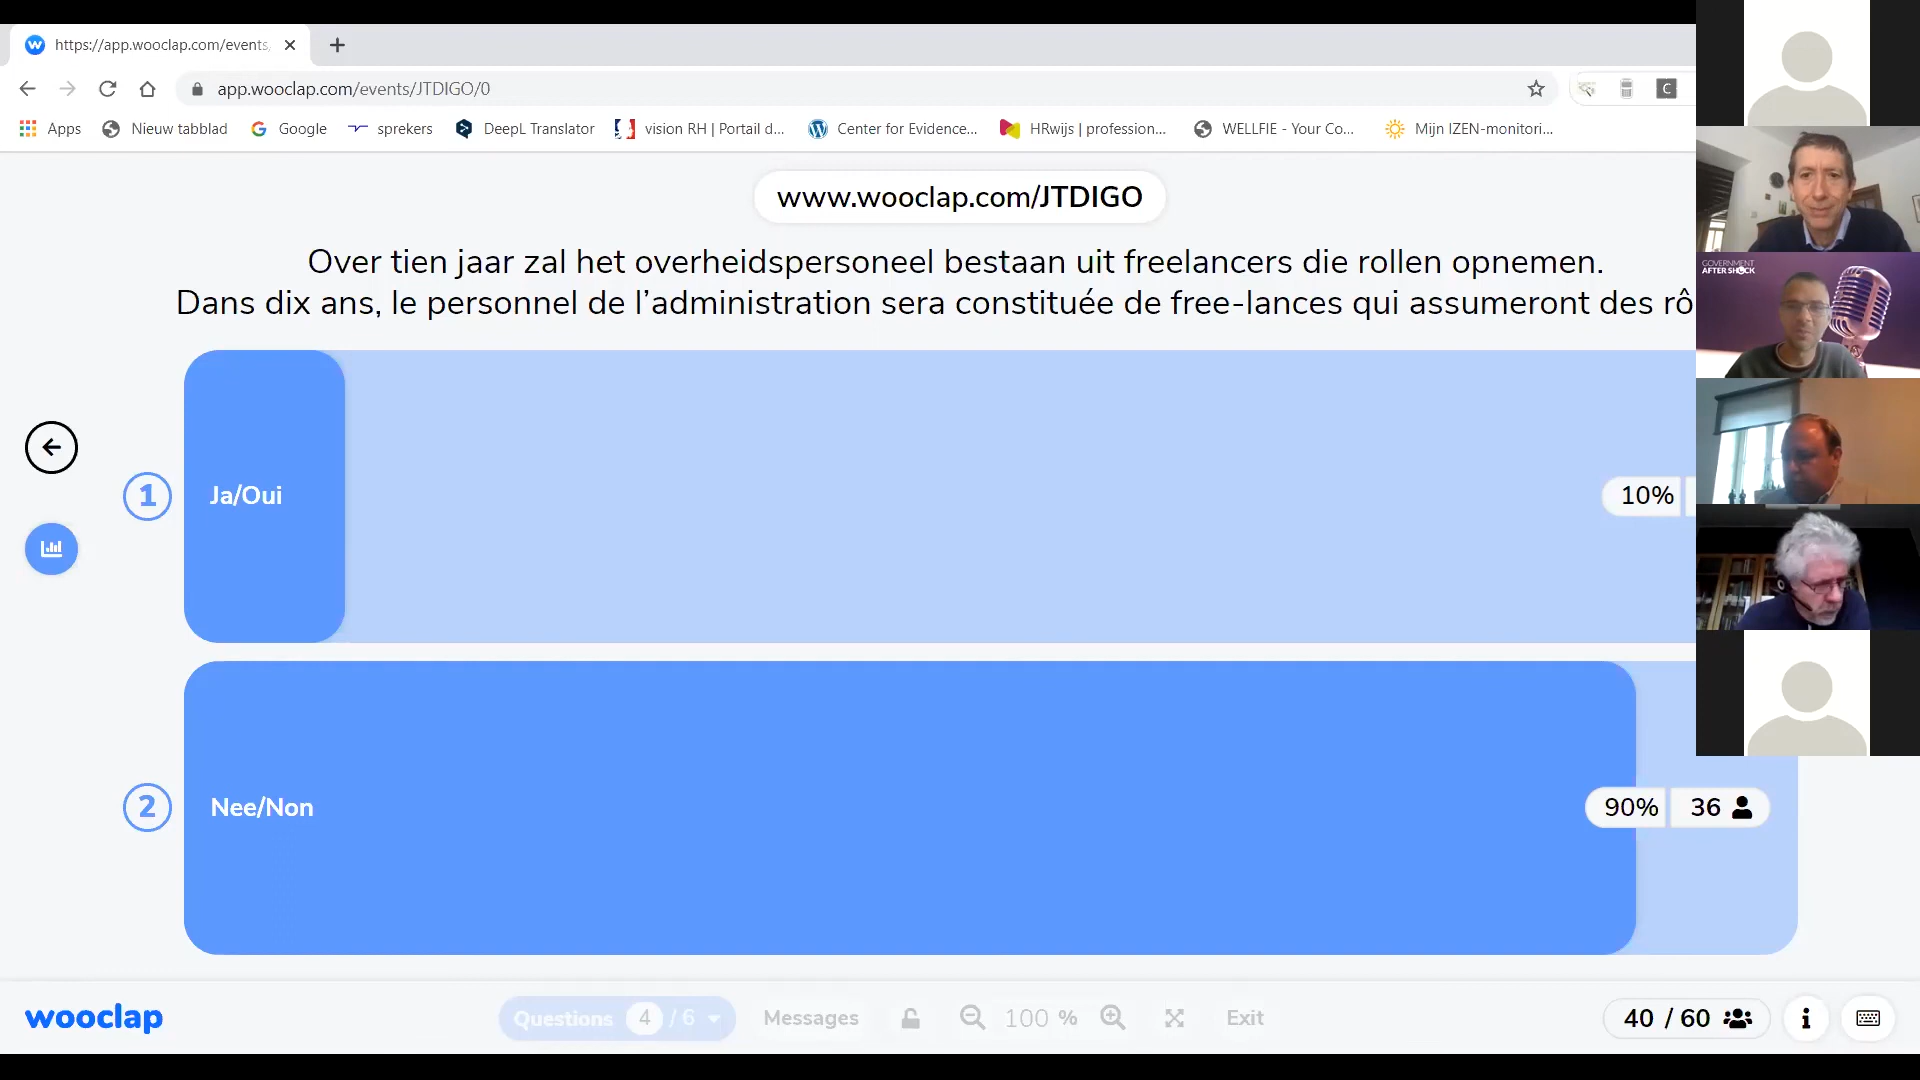 https://app.wooclap.com/events,
app.wooclap.com/events/JTDIGO/0
C
Apps
Nieuw tabblad
Google
sprekers
DeepL Translator
vision RH | Portail d...
Center for Evidence...
HRwijs | profession...
WELLFIE - Your Co...
Mijn IZEN-monitori...
www.wooclap.com/JTDIGO
Over tien jaar zal het overheidspersoneel bestaan uit freelancers die rollen opnemen.
Dans dix ans, le personnel de l’administration sera constituée de free-lances qui assumeront des rô
GOVERNMENT
AFTER SHOCK
1
Ja/Oui
10%
2
Nee/Non
90%
36
wooclap
Questions 4 / 6
Messages
100 %
Exit
40 / 60